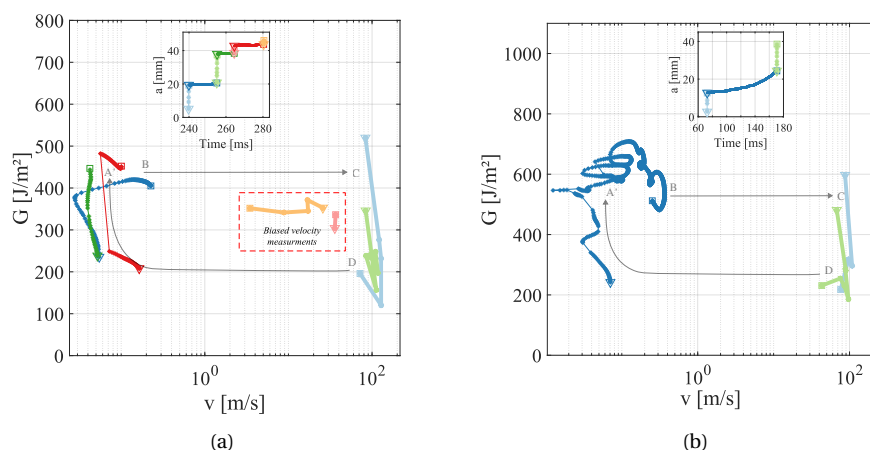 800
700
600
500
400
300
200
100
0
G [J/m²]
10⁰
10²
v [m/s]
a [mm]
40
20
0
240
260
280
Time [ms]
A'
B
C
D
Biased velocity
measurments
(a)
1000
800
600
400
200
0
G [J/m²]
10⁰
10²
v [m/s]
a [mm]
40
20
0
60
100
140
180
Time [ms]
A'
B
C
D
(b)